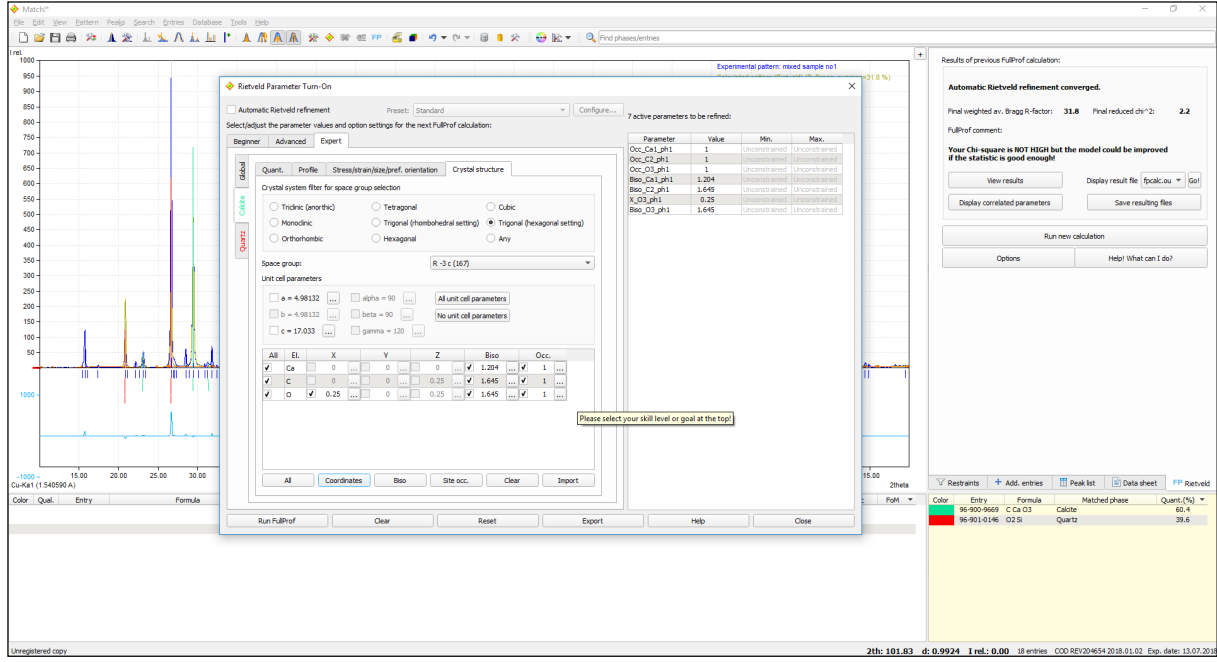 Match!*
File Edit View Pattern Peaks Search Entries Database Tools Help
FP Find phases/entries
I rel.
Experimental pattern: mixed sample no1
=31.8 %)
1000
950
900
850
800
750
700
650
600
550
500
450
400
350
300
250
200
150
100
50
1000
-1000
15.00 20.00 25.00 30.00 15.00
Cu-Ka1 (1.540590 A) 2theta
Color Qual. Entry Formula FoM
Rietveld Parameter Turn-On
Automatic Rietveld refinement Preset: Standard Configure...
Select/adjust the parameter values and option settings for the next FullProf calculation:
Beginner Advanced Expert
Global
Calcite
Quartz
Quant. Profile Stress/strain/size/pref. orientation Crystal structure
Crystal system filter for space group selection
Triclinic (anorthic) Tetragonal Cubic
Monoclinic Trigonal (rhombohedral setting) Trigonal (hexagonal setting)
Orthorhombic Hexagonal Any
Space group: R -3 c (167)
Unit cell parameters
a = 4.98132 ... alpha = 90 ... All unit cell parameters
b = 4.98132 ... beta = 90 ... No unit cell parameters
c = 17.033 ... gamma = 120 ...
All El. X Y Z Biso Occ.
Ca 0 ... 0 ... 0 ... 1.204 ... 1 ...
C 0 ... 0 ... 0.25 ... 1.645 ... 1 ...
O 0.25 ... 0 ... 0.25 ... 1.645 ... 1 ...
Please select your skill level or goal at the top!
All Coordinates Biso Site occ. Clear Import
Run FullProf Clear Reset Export Help Close
7 active parameters to be refined:
Parameter Value Min. Max.
Occ_Ca1_ph1 1 Unconstrained Unconstrained
Occ_C2_ph1 1 Unconstrained Unconstrained
Occ_O3_ph1 1 Unconstrained Unconstrained
Biso_Ca1_ph1 1.204 Unconstrained Unconstrained
Biso_C2_ph1 1.645 Unconstrained Unconstrained
X_O3_ph1 0.25 Unconstrained Unconstrained
Biso_O3_ph1 1.645 Unconstrained Unconstrained
Results of previous FullProf calculation:
Automatic Rietveld refinement converged.
Final weighted av. Bragg R-factor: 31.8 Final reduced chi^2: 2.2
FullProf comment:
Your Chi-square is NOT HIGH but the model could be improved
if the statistic is good enough!
View results Display result file fpcalc.ou Go!
Display correlated parameters Save resulting files
Run new calculation
Options Help! What can I do?
Restraints + Add. entries Peak list Data sheet FP Rietveld
Color Entry Formula Matched phase Quant.(%)
96-900-9669 C Ca O3 Calcite 60.4
96-901-0146 O2 Si Quartz 39.6
Unregistered copy 2th: 101.83 d: 0.9924 I rel.: 0.00 18 entries COD REV204654 2018.01.02 Exp. date: 13.07.2018